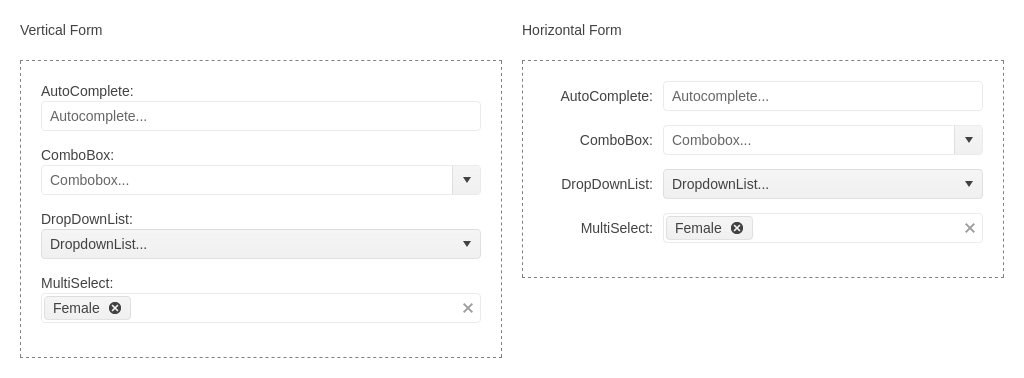 Vertical Form
AutoComplete:
Autocomplete...
ComboBox:
Combobox...
DropDownList:
DropdownList...
MultiSelect:
Female
Horizontal Form
AutoComplete: Autocomplete...
ComboBox: Combobox...
DropDownList: DropdownList...
MultiSelect: Female